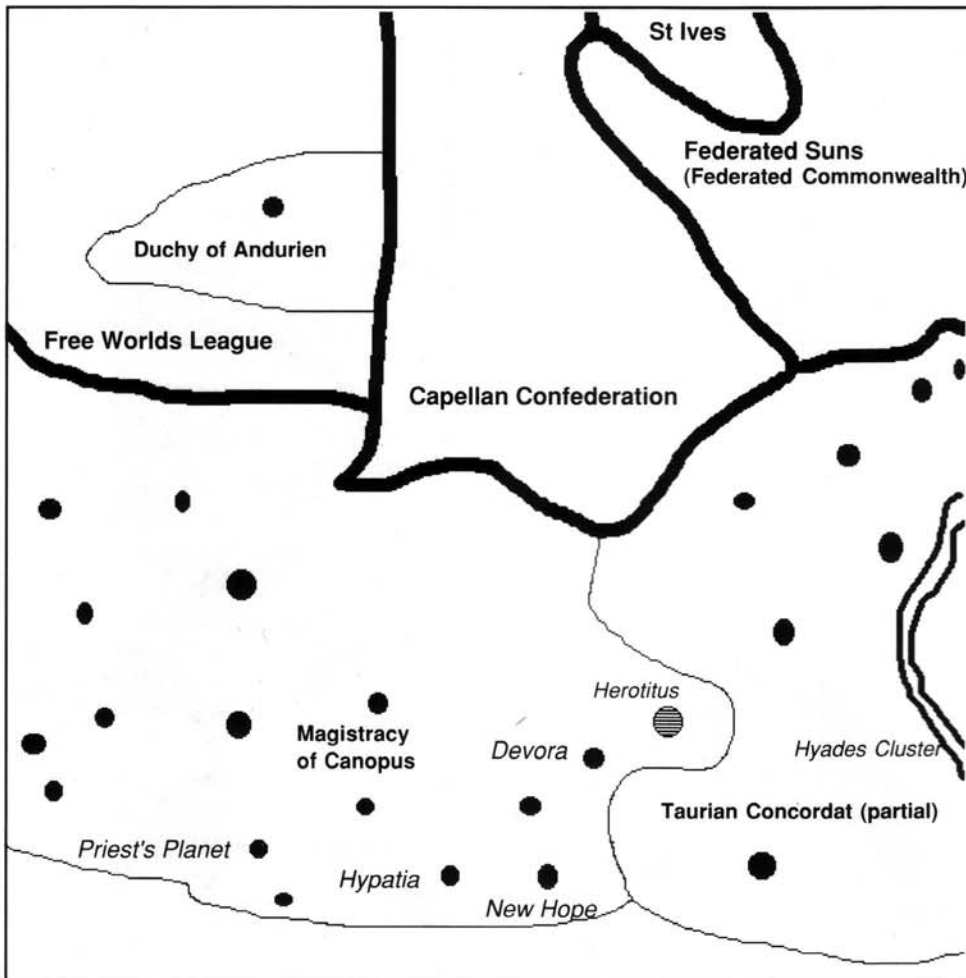 St Ives
Federated Suns
(Federated Commonwealth)
Duchy of Andurien
Free Worlds League
Capellan Confederation
Herotitus
Magistracy
of Canopus
Devora
Hyades Cluster
Taurian Concordat (partial)
Priest's Planet
Hypatia
New Hope